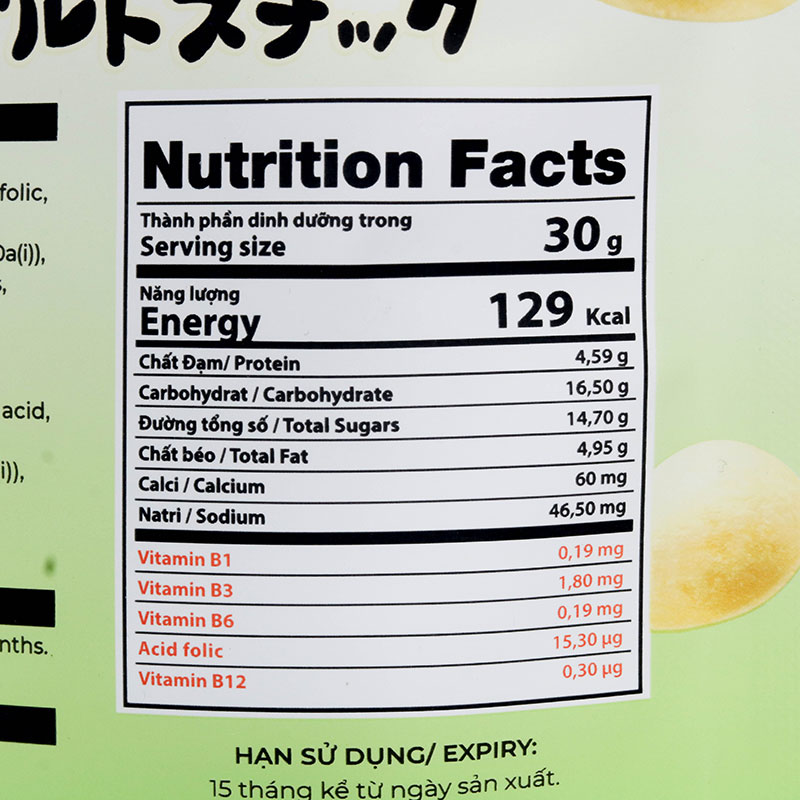 ルトスナック
folic,
Da(i)),
acid,
i)),
nths.
Nutrition Facts
Thành phần dinh dưỡng trong
Serving size 30 g
Năng lượng
Energy 129 Kcal
Chất Đạm/ Protein 4,59 g
Carbohydrat / Carbohydrate 16,50 g
Đường tổng số / Total Sugars 14,70 g
Chất béo / Total Fat 4,95 g
Calci / Calcium 60 mg
Natri / Sodium 46,50 mg
Vitamin B1 0,19 mg
Vitamin B3 1,80 mg
Vitamin B6 0,19 mg
Acid folic 15,30 µg
Vitamin B12 0,30 µg
HẠN SỬ DỤNG/ EXPIRY:
15 tháng kể từ ngày sản xuất.